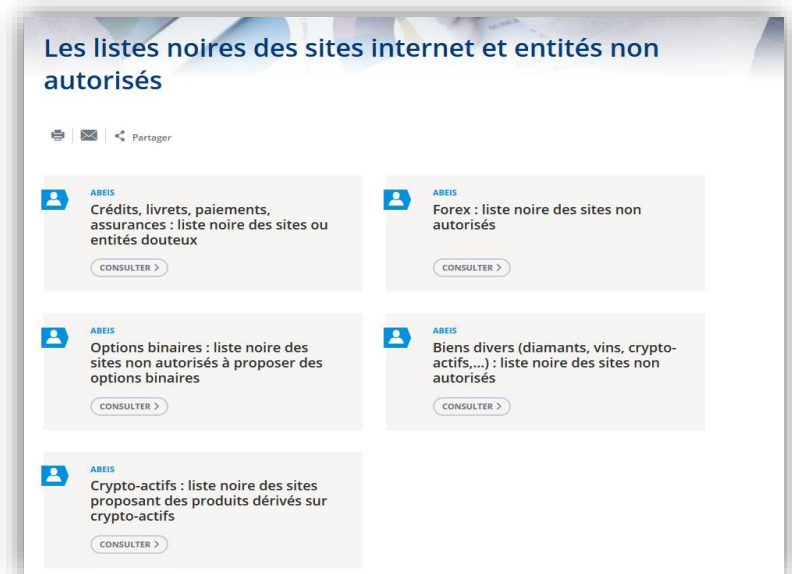 Les listes noires des sites internet et entités non
autorisés
Partager
ABEIS
Crédits, livrets, paiements,
assurances : liste noire des sites ou
entités douteux
CONSULTER >
ABEIS
Forex : liste noire des sites non
autorisés
CONSULTER >
ABEIS
Options binaires : liste noire des
sites non autorisés à proposer des
options binaires
CONSULTER >
ABEIS
Biens divers (diamants, vins, crypto-
actifs,...) : liste noire des sites non
autorisés
CONSULTER >
ABEIS
Crypto-actifs : liste noire des sites
proposant des produits dérivés sur
crypto-actifs
CONSULTER >